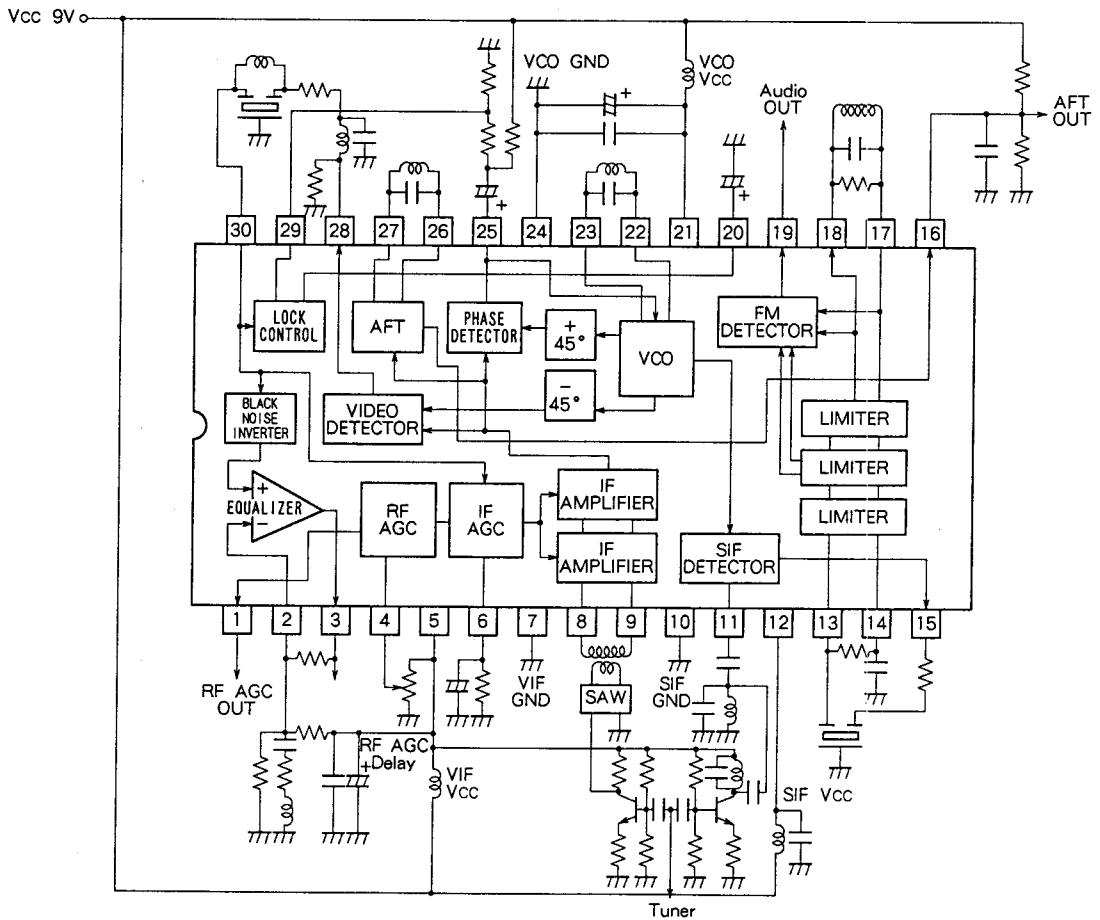 Vcc 9V
VCO GND
VCO
Vcc
Audio
OUT
AFT
OUT
+
+
+
30
29
28
27
26
25
24
23
22
21
20
19
18
17
16
LOCK
CONTROL
AFT
PHASE
DETECTOR
+
45°
VCO
FM
DETECTOR
BLACK
NOISE
INVERTER
VIDEO
DETECTOR
−
45°
LIMITER
LIMITER
LIMITER
+
EQUALIZER
−
RF
AGC
IF
AGC
IF
AMPLIFIER
IF
AMPLIFIER
SIF
DETECTOR
1
2
3
4
5
6
7
8
9
10
11
12
13
14
15
RF AGC
OUT
VIF
GND
SAW
SIF
GND
RF AGC
Delay
+
VIF
Vcc
SIF Vcc
Tuner